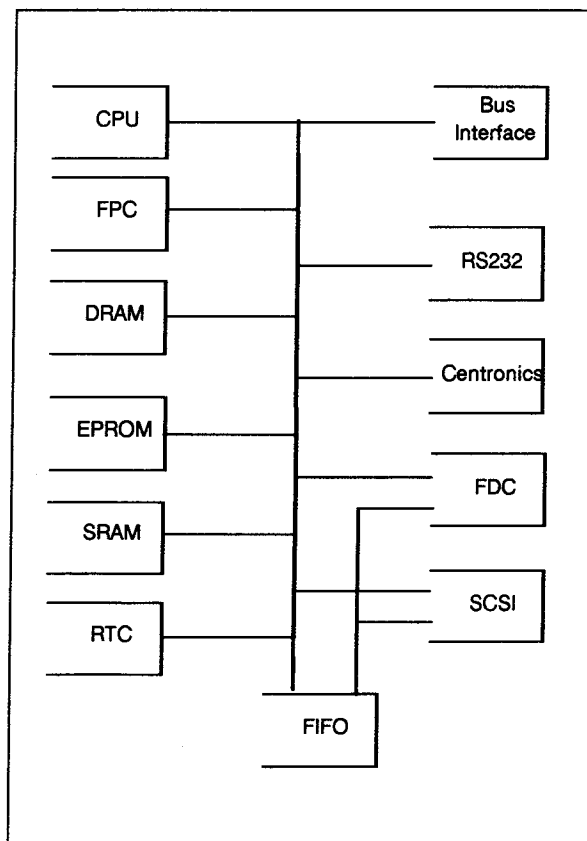 CPU
FPC
DRAM
EPROM
SRAM
RTC
Bus
Interface
RS232
Centronics
FDC
SCSI
FIFO